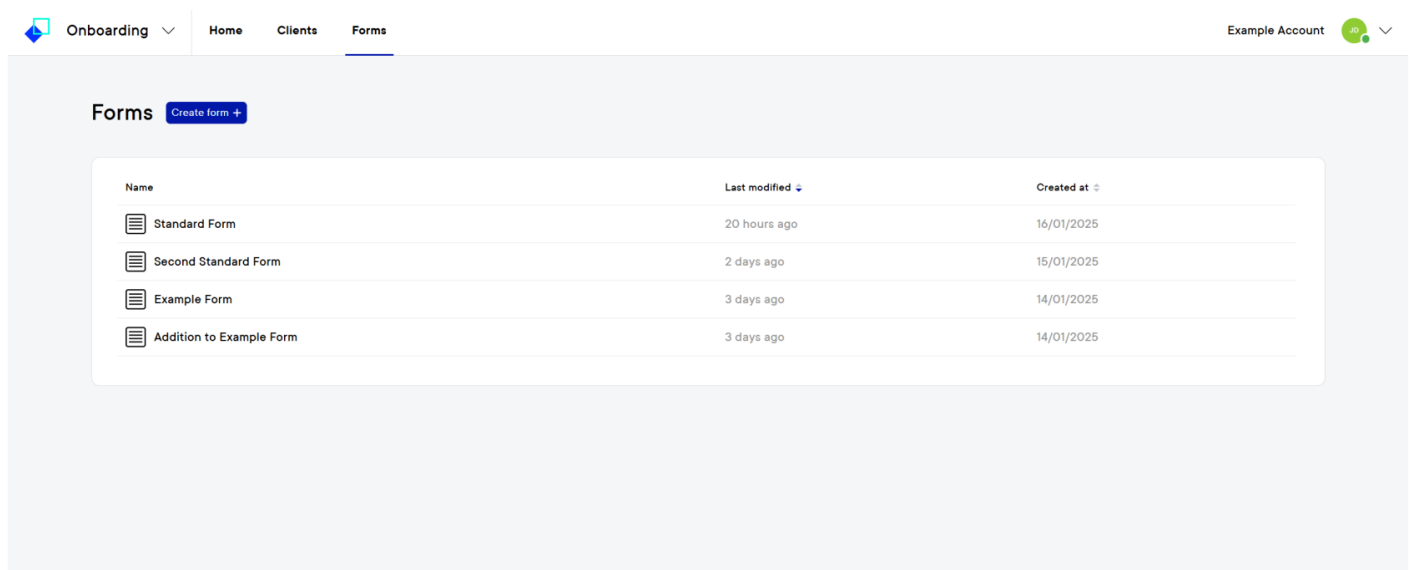 Onboarding Home Clients Forms Example Account JD
Forms Create form +
Name Last modified Created at
Standard Form 20 hours ago 16/01/2025
Second Standard Form 2 days ago 15/01/2025
Example Form 3 days ago 14/01/2025
Addition to Example Form 3 days ago 14/01/2025